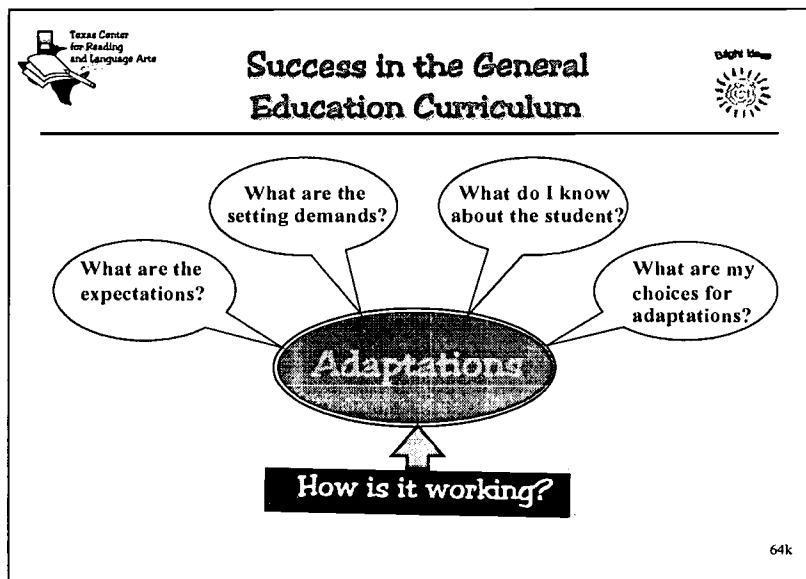 Texas Center
for Reading
and Language Arts
Success in the General
Education Curriculum
Bright Ideas
What are the
setting demands?
What do I know
about the student?
What are the
expectations?
What are my
choices for
adaptations?
Adaptations
How is it working?
64k